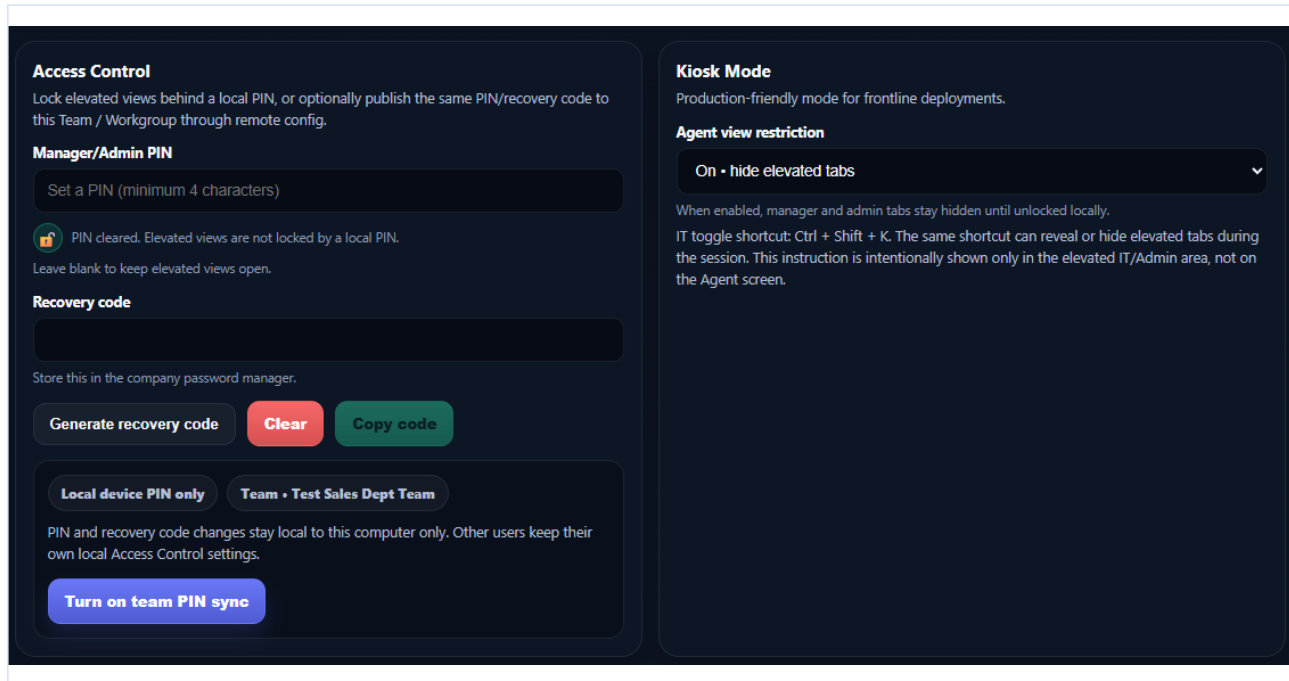 Access Control
Lock elevated views behind a local PIN, or optionally publish the same PIN/recovery code to
this Team / Workgroup through remote config.
Manager/Admin PIN
Set a PIN (minimum 4 characters)
PIN cleared. Elevated views are not locked by a local PIN.
Leave blank to keep elevated views open.
Recovery code
Store this in the company password manager.
Generate recovery code
Clear
Copy code
Local device PIN only
Team • Test Sales Dept Team
PIN and recovery code changes stay local to this computer only. Other users keep their
own local Access Control settings.
Turn on team PIN sync
Kiosk Mode
Production-friendly mode for frontline deployments.
Agent view restriction
On • hide elevated tabs
When enabled, manager and admin tabs stay hidden until unlocked locally.
IT toggle shortcut: Ctrl + Shift + K. The same shortcut can reveal or hide elevated tabs during
the session. This instruction is intentionally shown only in the elevated IT/Admin area, not on
the Agent screen.